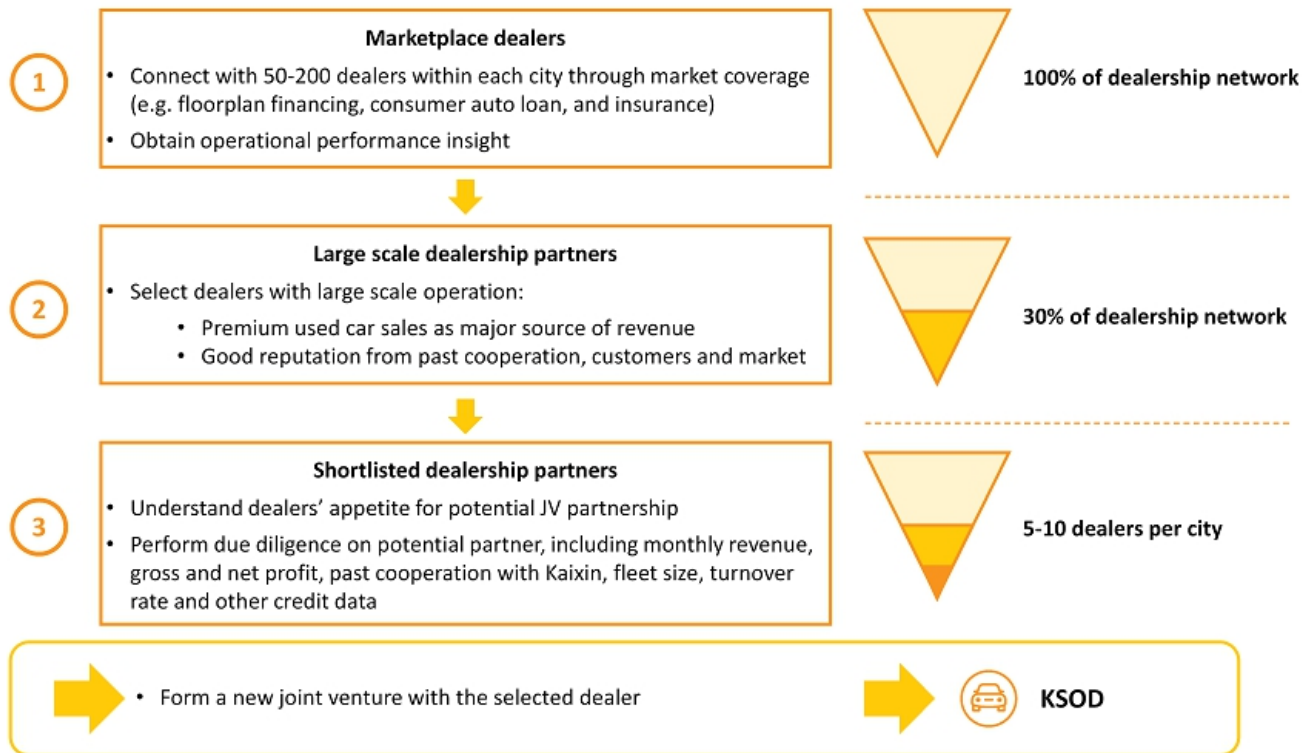 1
Marketplace dealers
• Connect with 50-200 dealers within each city through market coverage
(e.g. floorplan financing, consumer auto loan, and insurance)
• Obtain operational performance insight
100% of dealership network
2
Large scale dealership partners
• Select dealers with large scale operation:
• Premium used car sales as major source of revenue
• Good reputation from past cooperation, customers and market
30% of dealership network
3
Shortlisted dealership partners
• Understand dealers’ appetite for potential JV partnership
• Perform due diligence on potential partner, including monthly revenue,
gross and net profit, past cooperation with Kaixin, fleet size, turnover
rate and other credit data
5-10 dealers per city
• Form a new joint venture with the selected dealer
KSOD